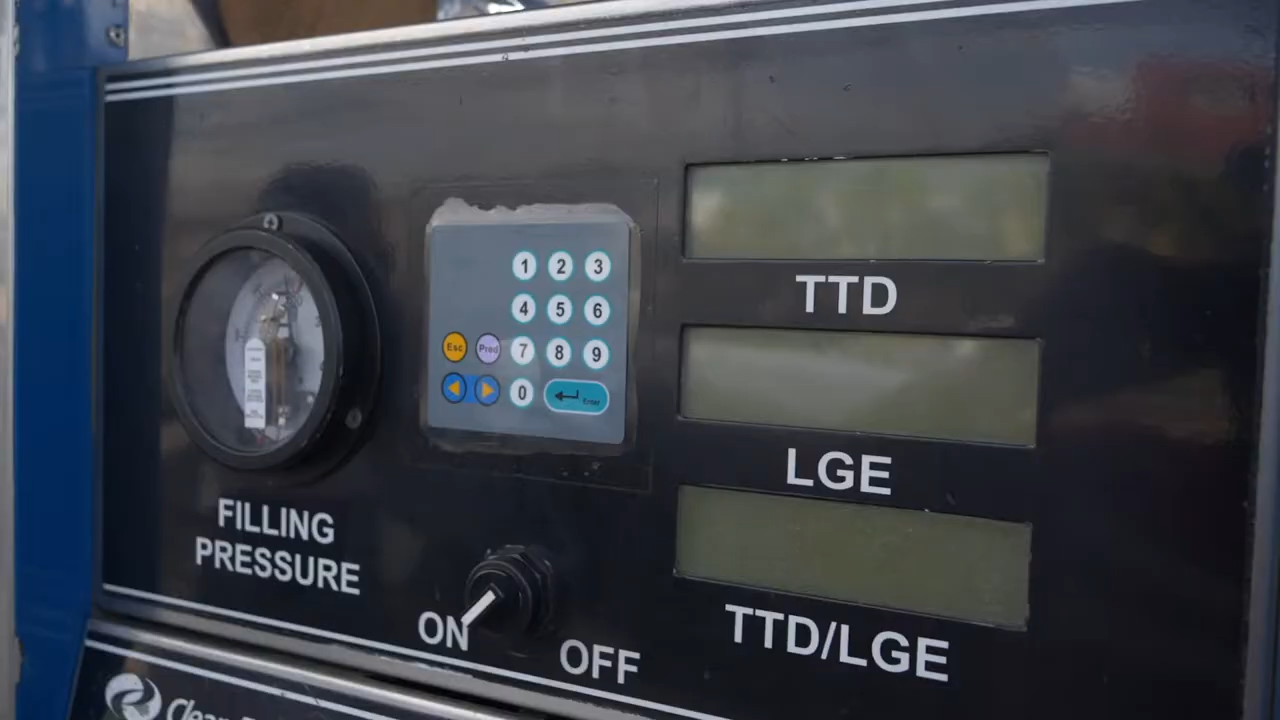 FILLING
PRESSURE
1 2 3
4 5 6
Esc Pred 7 8 9
0 Enter
ON
OFF
TTD
LGE
TTD/LGE